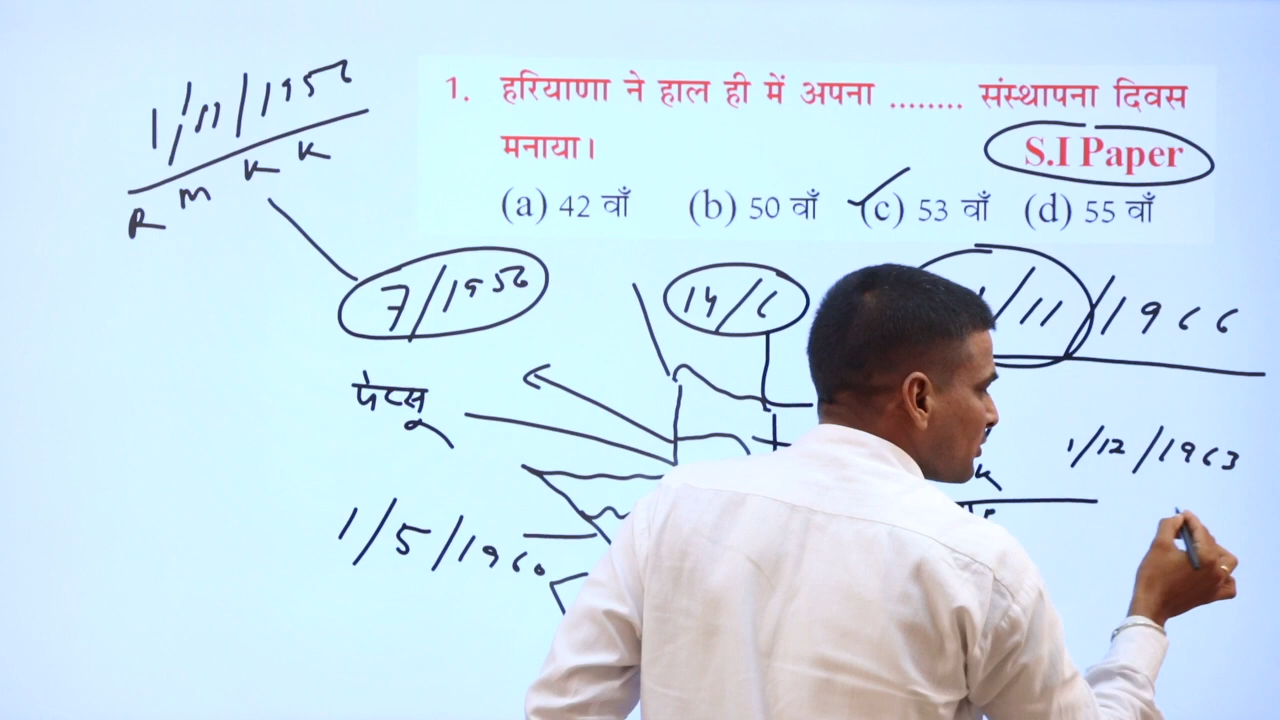 1/11/1956
R M K K
1. हरियाणा ने हाल ही में अपना ........ संस्थापना दिवस
मनाया।
S.I Paper
(a) 42 वाँ (b) 50 वाँ (c) 53 वाँ (d) 55 वाँ
7/1956
14/6
1/11/1966
पेप्सू
1/12/1963
K
1/5/1960